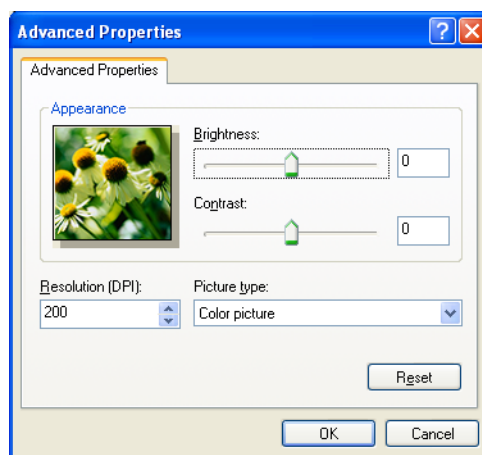 Advanced Properties
Advanced Properties
Appearance
Brightness:
0
Contrast:
0
Resolution (DPI):
200
Picture type:
Color picture
Reset
OK
Cancel